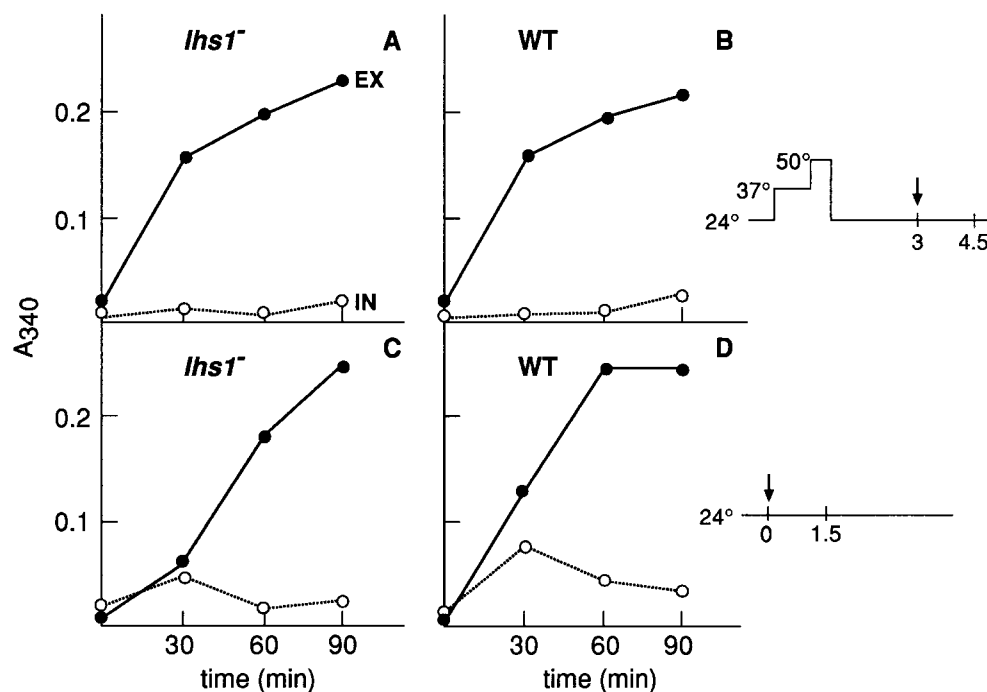 lhs1⁻ A
EX
IN
0.2
0.1
WT B
50°
37°
24°
3 4.5
A340
lhs1⁻ C
0.2
0.1
30 60 90
time (min)
WT D
30 60 90
time (min)
24°
0 1.5